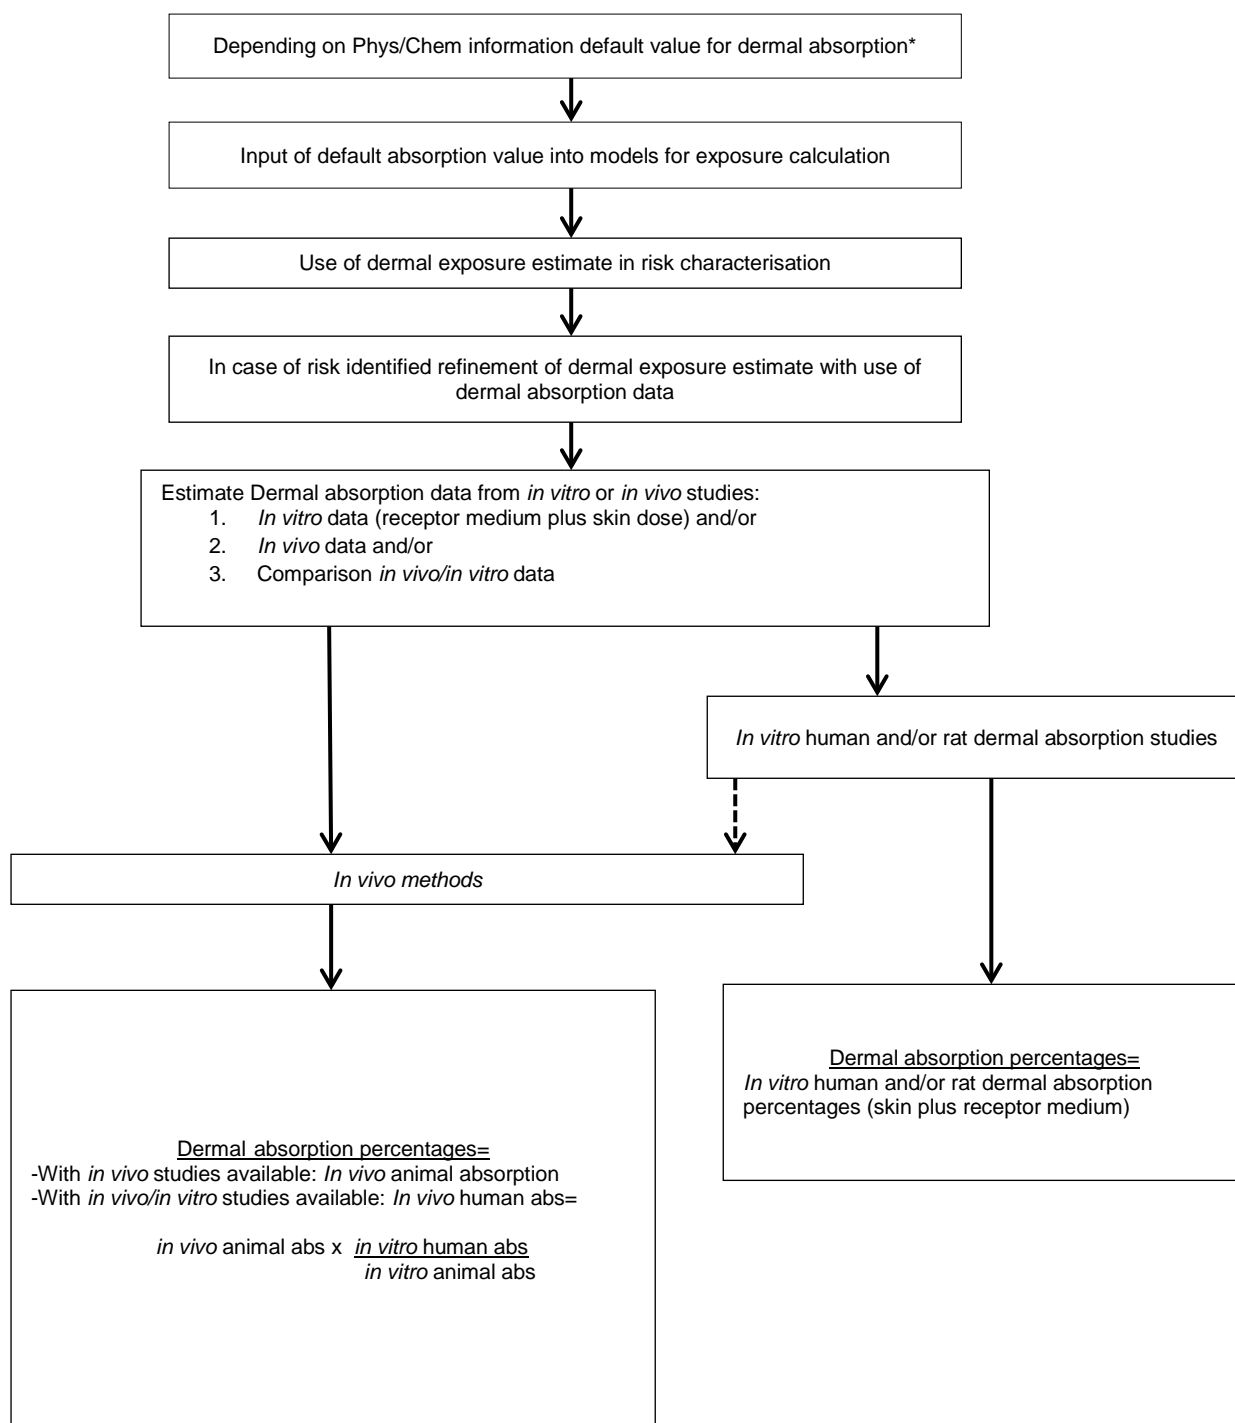 Depending on Phys/Chem information default value for dermal absorption*
Input of default absorption value into models for exposure calculation
Use of dermal exposure estimate in risk characterisation
In case of risk identified refinement of dermal exposure estimate with use of
dermal absorption data
Estimate Dermal absorption data from in vitro or in vivo studies:
1. In vitro data (receptor medium plus skin dose) and/or
2. In vivo data and/or
3. Comparison in vivo/in vitro data
In vitro human and/or rat dermal absorption studies
In vivo methods
Dermal absorption percentages=
In vitro human and/or rat dermal absorption
percentages (skin plus receptor medium)
Dermal absorption percentages=
-With in vivo studies available: In vivo animal absorption
-With in vivo/in vitro studies available: In vivo human abs=
in vivo animal abs x in vitro human abs
in vitro animal abs